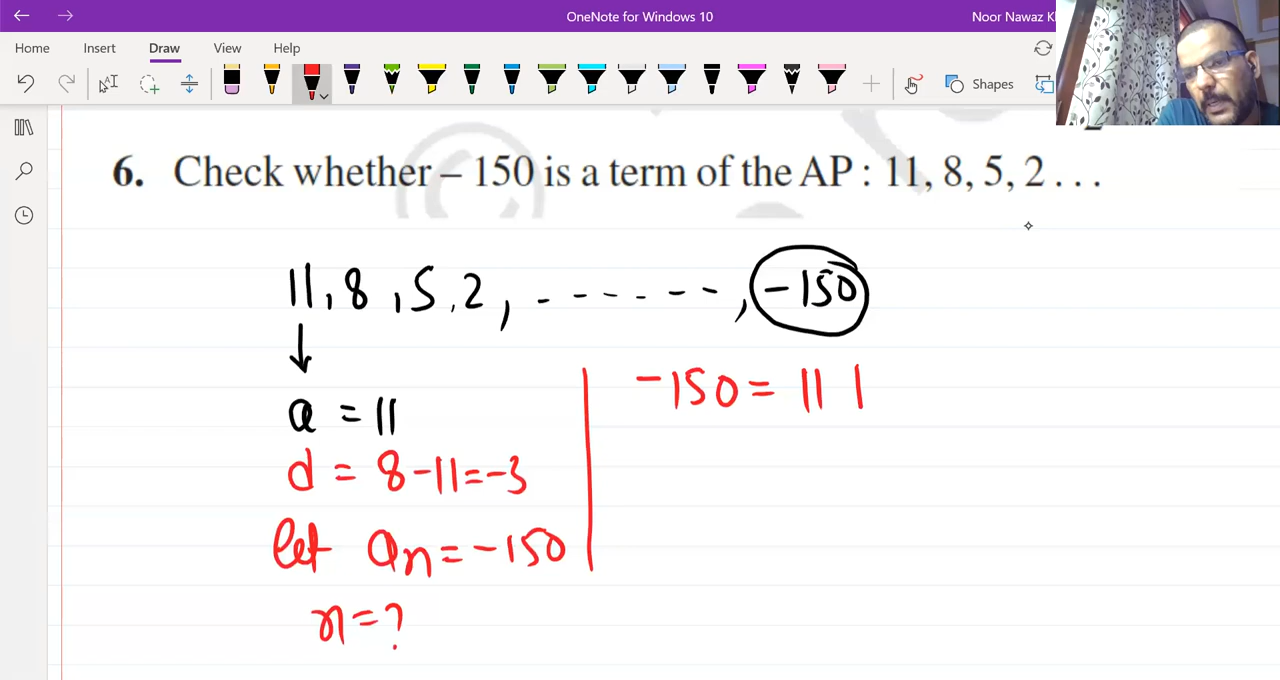 OneNote for Windows 10
Noor Nawaz Kh
Home Insert Draw View Help
Shapes
6. Check whether – 150 is a term of the AP : 11, 8, 5, 2 . . .
11, 8 , 5, 2 , - - - - - - - , -150
a = 11
d = 8 - 11 = -3
let an = -150
n = ?
-150 = 11 |